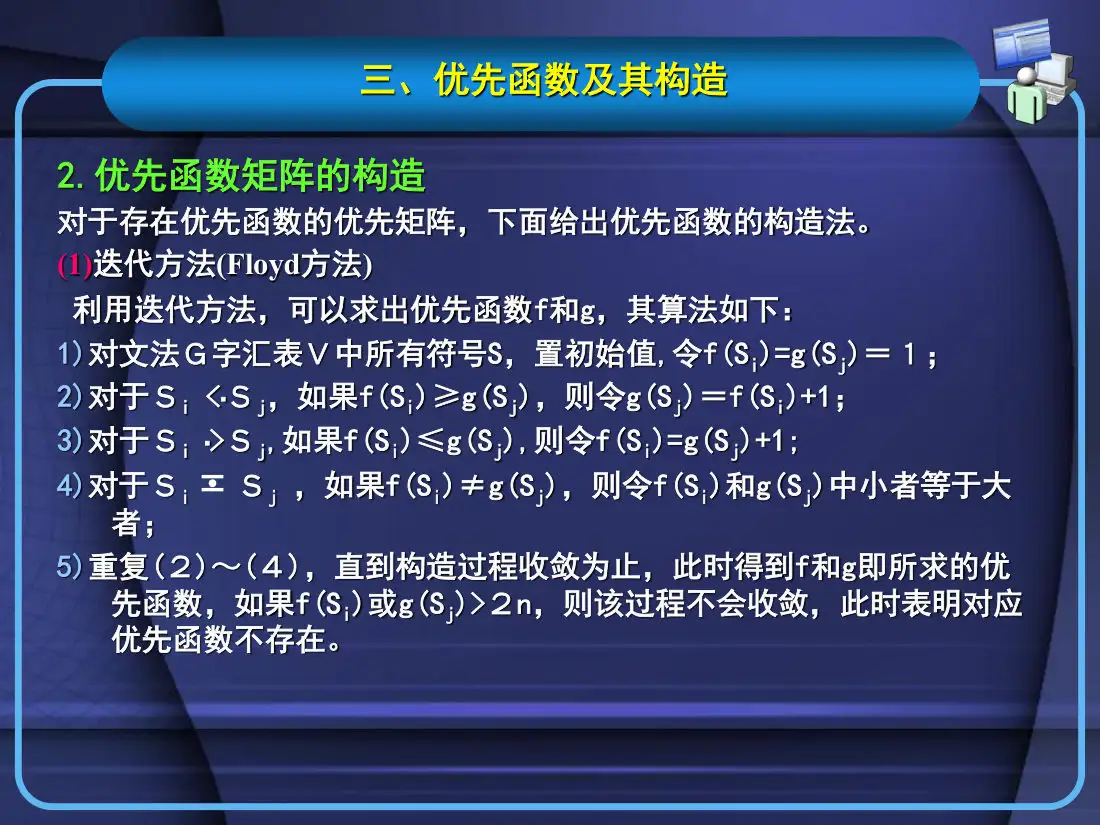 三、优先函数及其构造
2.优先函数矩阵的构造
对于存在优先函数的优先矩阵，下面给出优先函数的构造法。
(1)迭代方法(Floyd方法)
利用迭代方法，可以求出优先函数f和g，其算法如下：
1)对文法Ｇ字汇表Ｖ中所有符号S，置初始值,令f(Si)=g(Sj)＝１；
2)对于Ｓi ⋖Ｓj，如果f(Si)≥g(Sj)，则令g(Sj)＝f(Si)+1；
3)对于Ｓi ⋗Ｓj,如果f(Si)≤g(Sj),则令f(Si)=g(Sj)+1;
4)对于Ｓi ≖ Ｓj ，如果f(Si)≠g(Sj)，则令f(Si)和g(Sj)中小者等于大
者；
5)重复(２)～(４)，直到构造过程收敛为止，此时得到f和g即所求的优
先函数，如果f(Si)或g(Sj)>２n，则该过程不会收敛，此时表明对应
优先函数不存在。